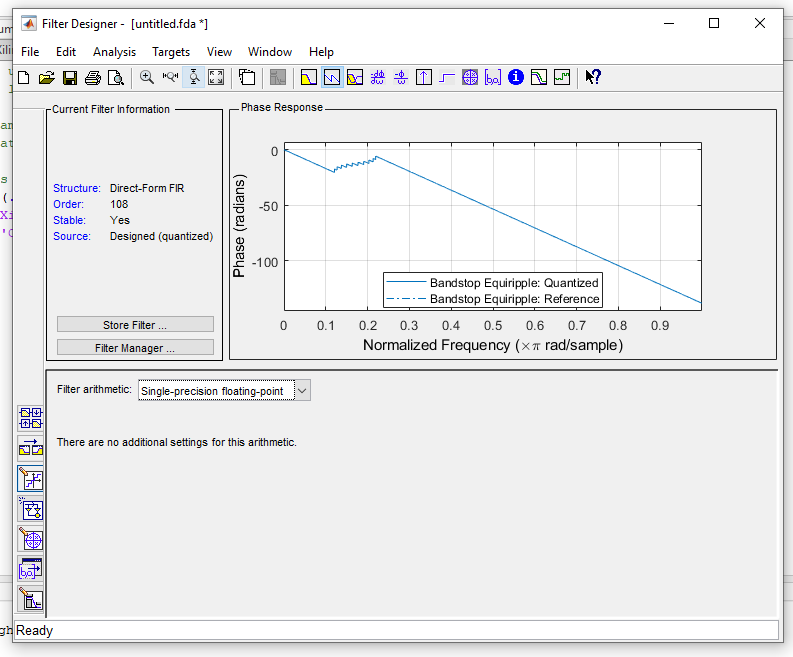 Filter Designer - [untitled.fda *]
File Edit Analysis Targets View Window Help
Current Filter Information
Structure: Direct-Form FIR
Order: 108
Stable: Yes
Source: Designed (quantized)
Store Filter ...
Filter Manager ...
Phase Response
Phase (radians)
0
-50
-100
Bandstop Equiripple: Quantized
Bandstop Equiripple: Reference
0 0.1 0.2 0.3 0.4 0.5 0.6 0.7 0.8 0.9
Normalized Frequency (×π rad/sample)
Filter arithmetic: Single-precision floating-point
There are no additional settings for this arithmetic.
Ready